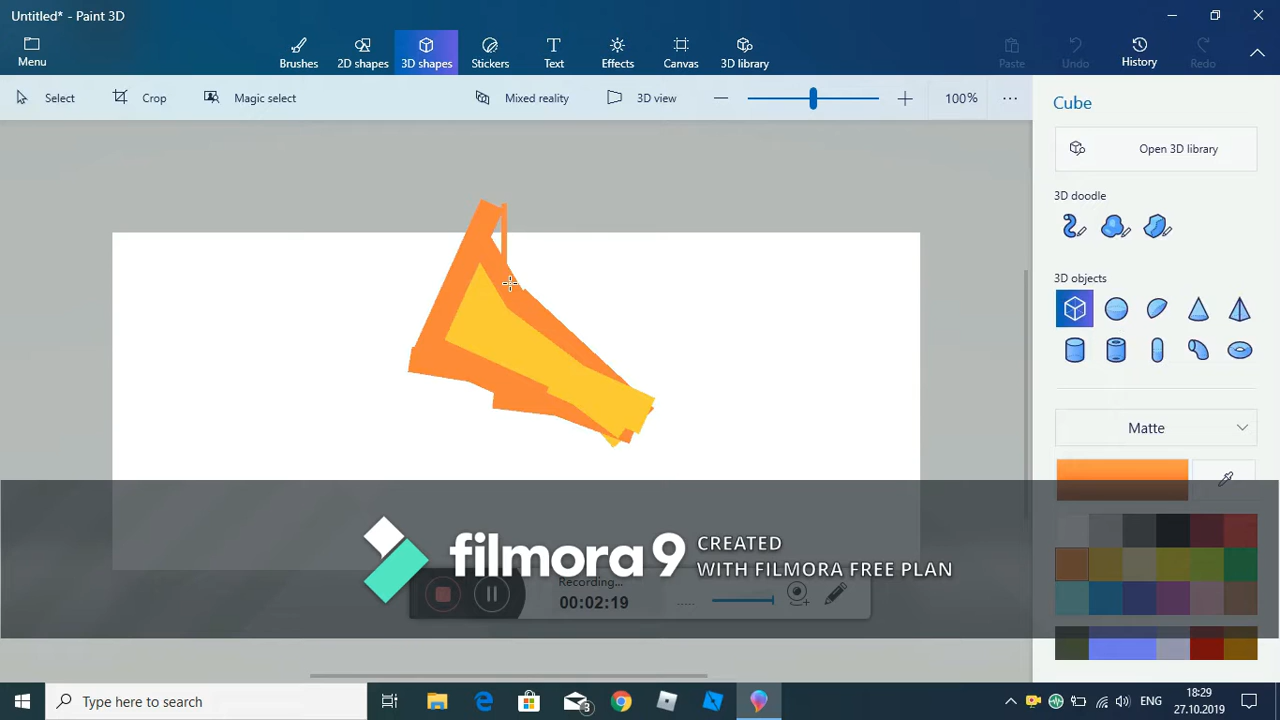 Untitled* - Paint 3D
Menu
Brushes
2D shapes
3D shapes
Stickers
Text
Effects
Canvas
3D library
Paste
Undo
History
Redo
Select
Crop
Magic select
Mixed reality
3D view
100%
Cube
Open 3D library
3D doodle
3D objects
Matte
filmora 9
CREATED
WITH FILMORA FREE PLAN
Recording...
00:02:19
Type here to search
3
ENG
18:29
27.10.2019